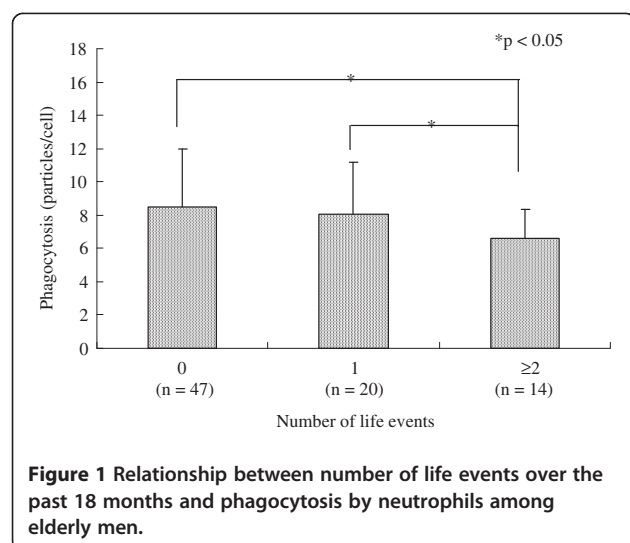 *p < 0.05
18
16
14
12
10
8
6
4
2
0
Phagocytosis (particles/cell)
*
*
0 1 ≥2
(n = 47) (n = 20) (n = 14)
Number of life events
Figure 1 Relationship between number of life events over the
past 18 months and phagocytosis by neutrophils among
elderly men.